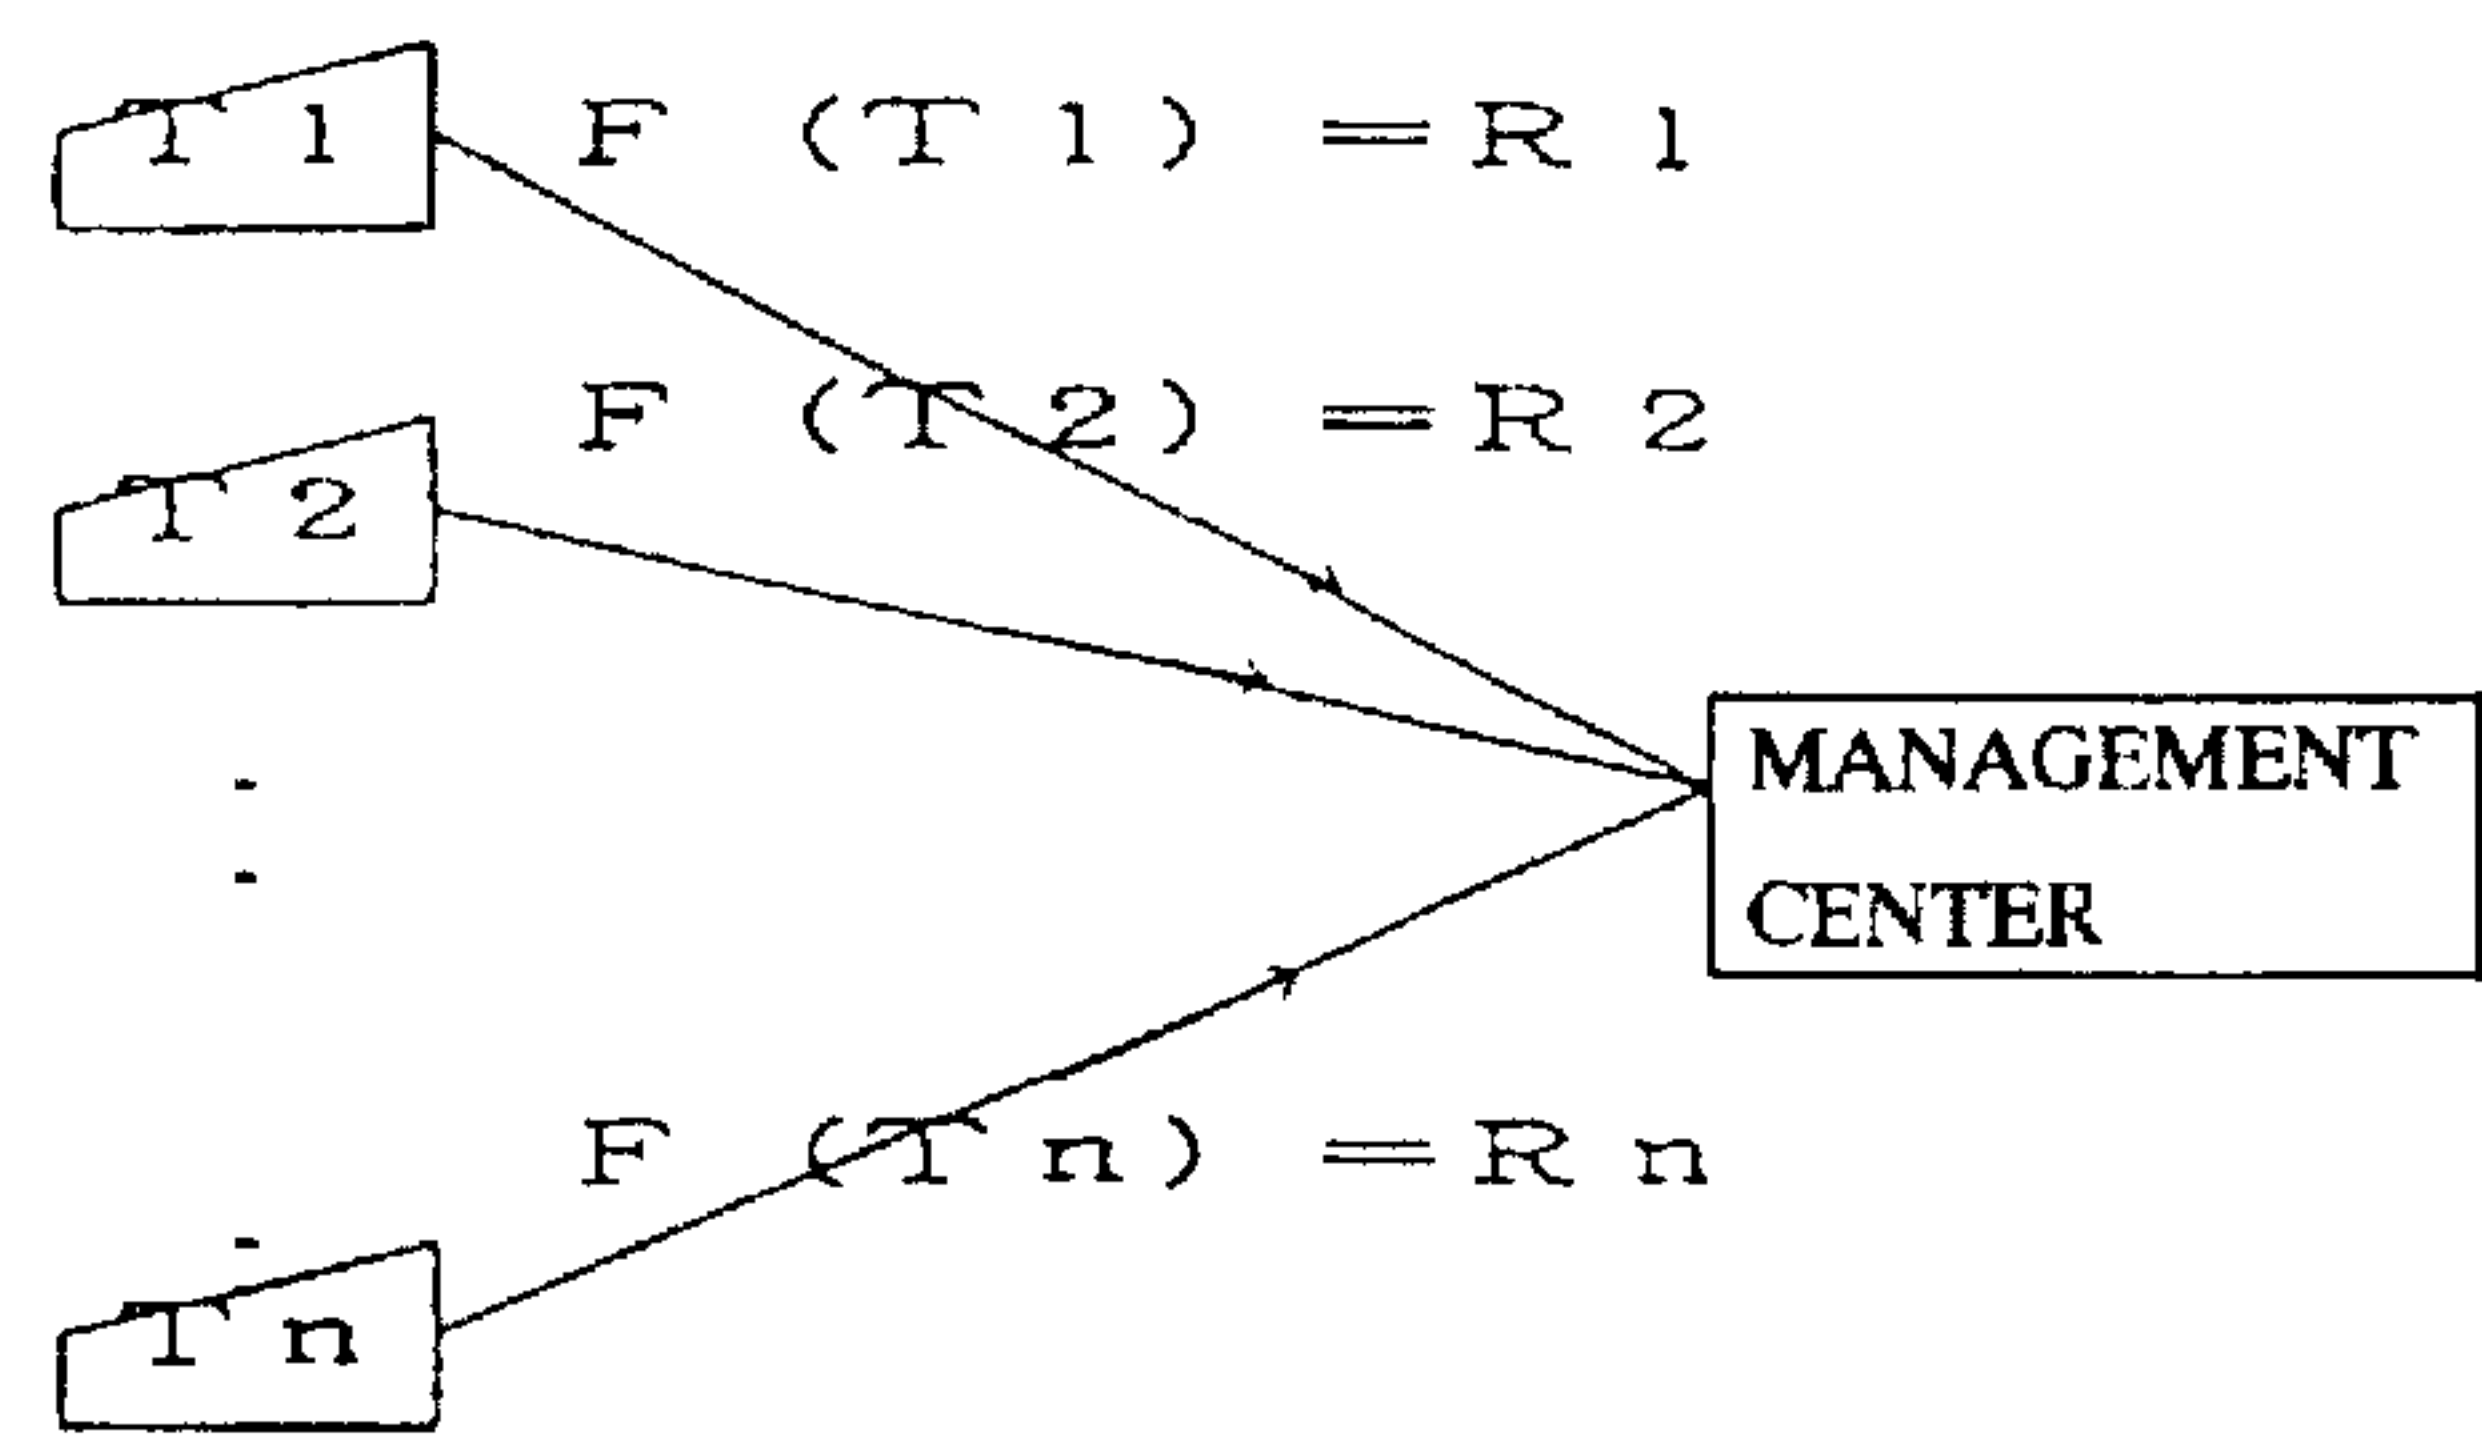 T 1 F (T 1) =R 1
F (T 2) =R 2
T 2
MANAGEMENT
CENTER
F (T n) =R n
T n